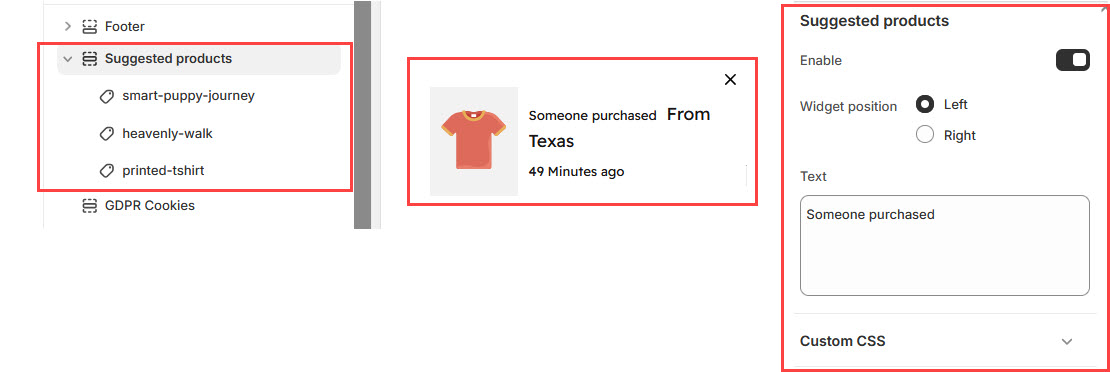 Footer
Suggested products
smart-puppy-journey
heavenly-walk
printed-tshirt
GDPR Cookies
Someone purchased From
Texas
49 Minutes ago
Suggested products
Enable
Widget position
Left
Right
Text
Someone purchased
Custom CSS